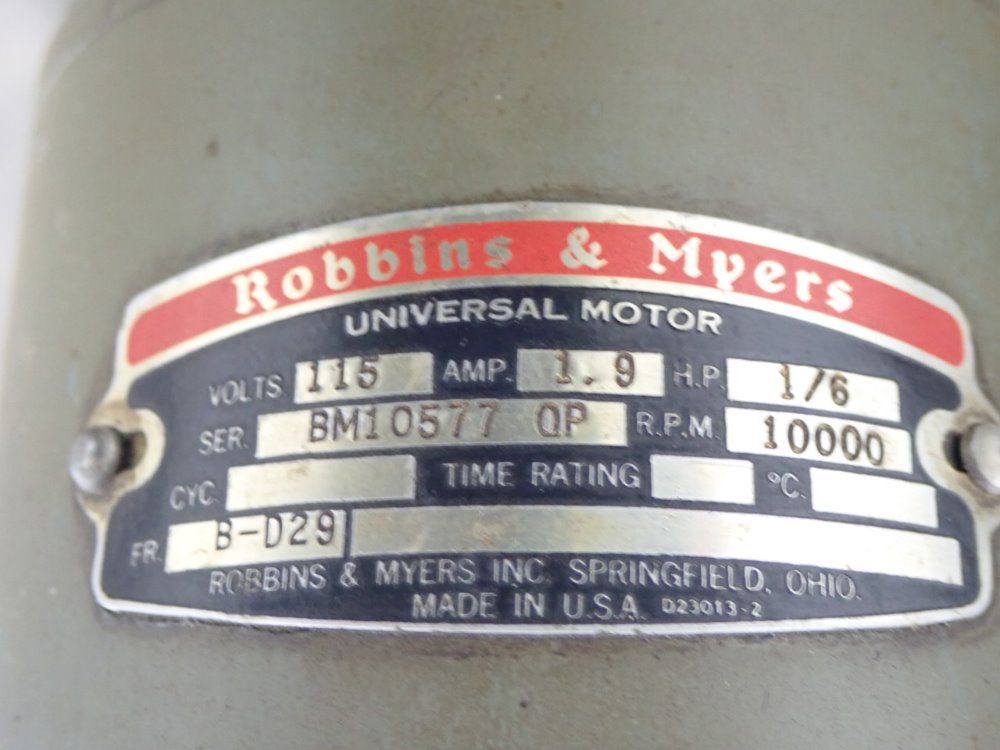 Robbins & Myers
UNIVERSAL MOTOR
VOLTS 115 AMP. 1.9 H.P. 1/6
SER. BM10577 QP R.P.M. 10000
CYC. TIME RATING °C.
FR. B-D29
ROBBINS & MYERS INC. SPRINGFIELD, OHIO.
MADE IN U.S.A. D23013-2